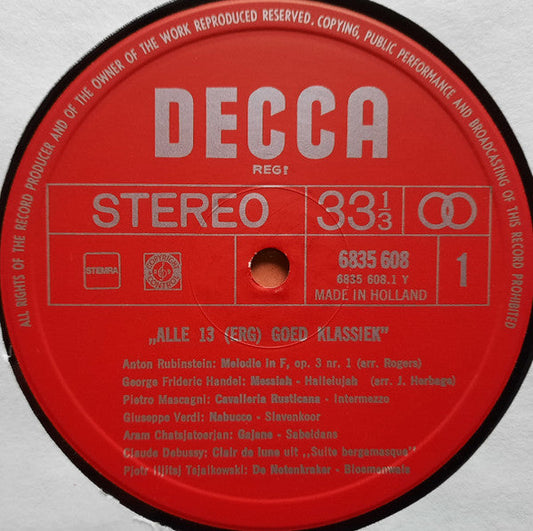 ALL RIGHTS OF THE RECORD PRODUCER AND OF THE OWNER OF THE WORK REPRODUCED RESERVED. COPYING, PUBLIC PERFORMANCE AND BROADCASTING OF THIS RECORD PROHIBITED
DECCA
REG!
STEREO 33 1/3
STEMRA
6835 608
6835 608.1 Y
MADE IN HOLLAND
1
„ALLE 13 (ERG) GOED KLASSIEK”
Anton Rubinstein: Melodie in F, op. 3 nr. 1 (arr. Rogers)
George Frideric Handel: Messiah - Hallelujah (arr. J. Herbage)
Pietro Mascagni: Cavalleria Rusticana - Intermezzo
Giuseppe Verdi: Nabucco - Slavenkoor
Aram Chatsjatoerjan: Gajane - Sabeldans
Claude Debussy: Clair de lune uit „Suite bergamasque”
Pjotr Iljitsj Tsjaikowski: De Notenkraker - Bloemenwals